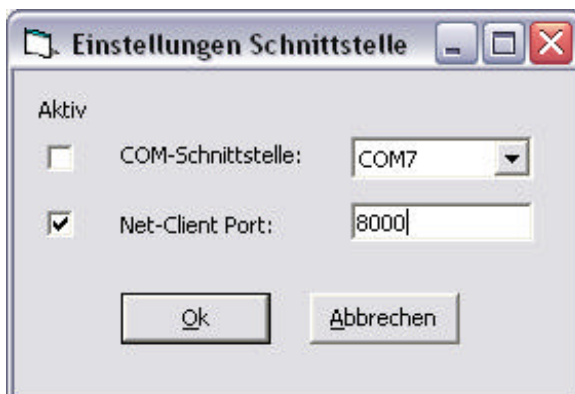 Einstellungen Schnittstelle
Aktiv
COM-Schnittstelle: COM7
Net-Client Port: 8000
Ok Abbrechen